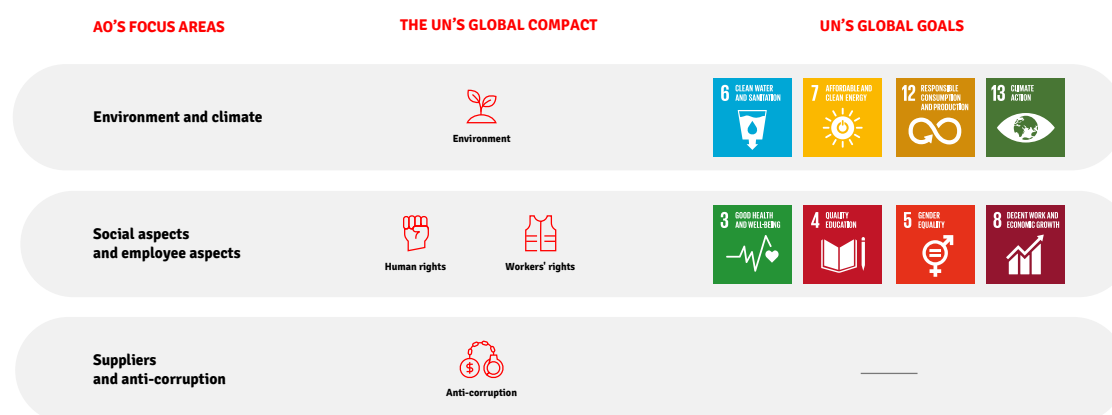 AO'S FOCUS AREAS
THE UN'S GLOBAL COMPACT
UN'S GLOBAL GOALS
Environment and climate
Environment
6 CLEAN WATER
AND SANITATION
7 AFFORDABLE AND
CLEAN ENERGY
12 RESPONSIBLE
CONSUMPTION
AND PRODUCTION
13 CLIMATE
ACTION
Social aspects
and employee aspects
Human rights
Workers' rights
3 GOOD HEALTH
AND WELL-BEING
4 QUALITY
EDUCATION
5 GENDER
EQUALITY
8 DECENT WORK AND
ECONOMIC GROWTH
Suppliers
and anti-corruption
$
Anti-corruption